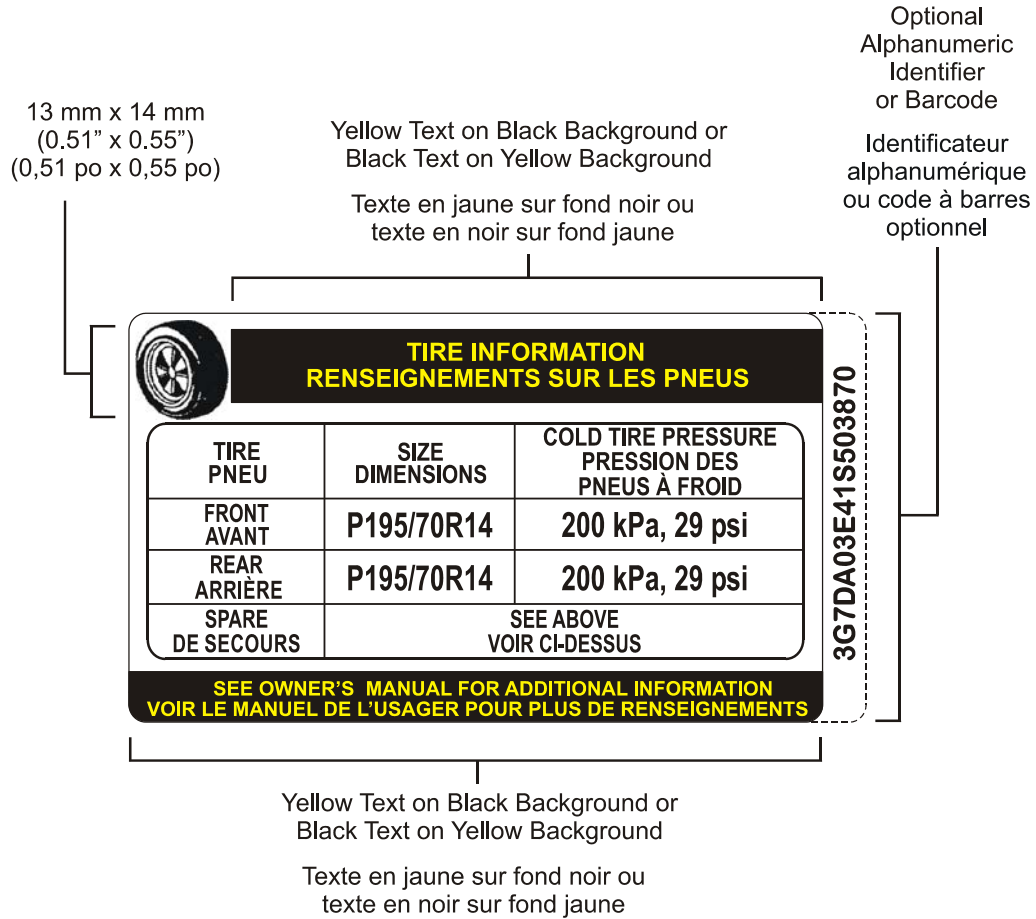 Optional
Alphanumeric
Identifier
or Barcode
Identificateur
alphanumérique
ou code à barres
optionnel
13 mm x 14 mm
(0.51” x 0.55”)
(0,51 po x 0,55 po)
Yellow Text on Black Background or
Black Text on Yellow Background
Texte en jaune sur fond noir ou
texte en noir sur fond jaune
TIRE INFORMATION
RENSEIGNEMENTS SUR LES PNEUS
TIRE
PNEU
SIZE
DIMENSIONS
COLD TIRE PRESSURE
PRESSION DES
PNEUS À FROID
FRONT
AVANT
P195/70R14
200 kPa, 29 psi
REAR
ARRIÈRE
P195/70R14
200 kPa, 29 psi
SPARE
DE SECOURS
SEE ABOVE
VOIR CI-DESSUS
SEE OWNER’S MANUAL FOR ADDITIONAL INFORMATION
VOIR LE MANUEL DE L’USAGER POUR PLUS DE RENSEIGNEMENTS
3G7DA03E41S503870
Yellow Text on Black Background or
Black Text on Yellow Background
Texte en jaune sur fond noir ou
texte en noir sur fond jaune